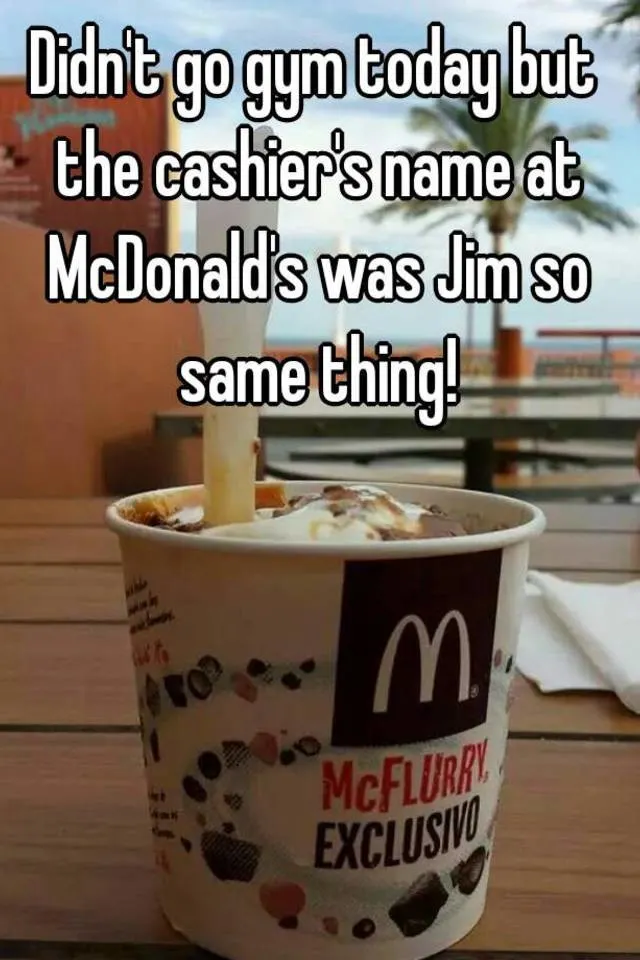 Didn't go gym today but
the cashier's name at
McDonald's was Jim so
same thing!
McFLURRY
EXCLUSIVO